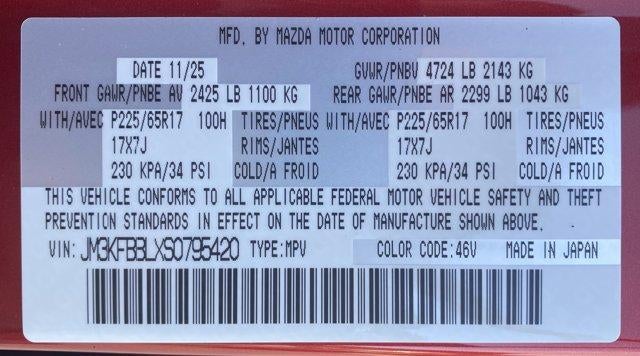 MFD. BY MAZDA MOTOR CORPORATION
DATE 11/25 GVWR/PNBV 4724 LB 2143 KG
FRONT GAWR/PNBE AV 2425 LB 1100 KG REAR GAWR/PNBE AR 2299 LB 1043 KG
WITH/AVEC P225/65R17 100H TIRES/PNEUS WITH/AVEC P225/65R17 100H TIRES/PNEUS
17X7J RIMS/JANTES 17X7J RIMS/JANTES
230 KPA/34 PSI COLD/A FROID 230 KPA/34 PSI COLD/A FROID
THIS VEHICLE CONFORMS TO ALL APPLICABLE FEDERAL MOTOR VEHICLE SAFETY AND THEFT
PREVENTION STANDARDS IN EFFECT ON THE DATE OF MANUFACTURE SHOWN ABOVE.
VIN: JM3KFBBLXS0795420 TYPE:MPV COLOR CODE:46V MADE IN JAPAN